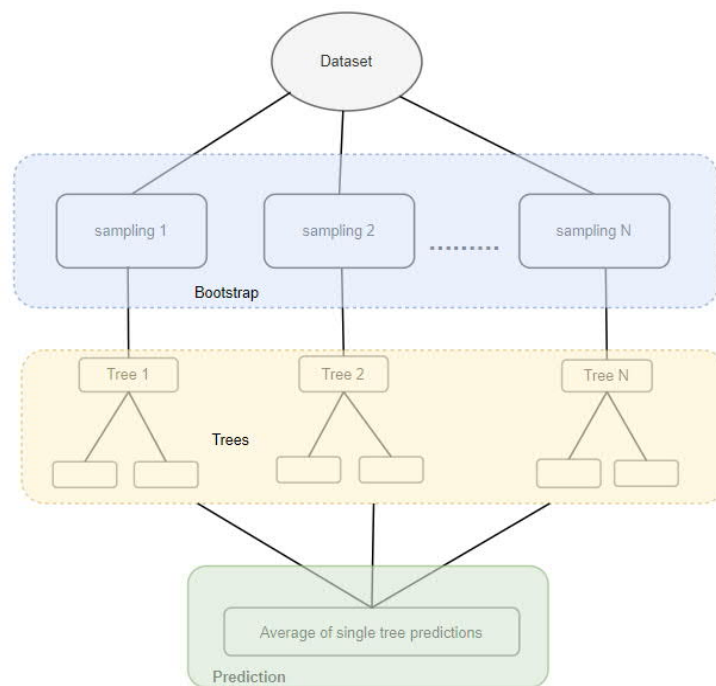 Dataset
sampling 1
sampling 2
.........
sampling N
Bootstrap
Tree 1
Tree 2
Tree N
Trees
Average of single tree predictions
Prediction